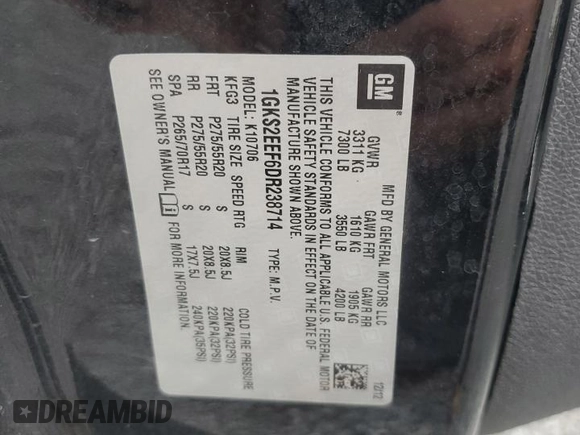 GM
®
MFD BY GENERAL MOTORS LLC
12/12
GVWR GAWR FRT GAWR RR
3311 KG 1610 KG 1905 KG
7300 LB 3550 LB 4200 LB
THIS VEHICLE CONFORMS TO ALL APPLICABLE U.S. FEDERAL MOTOR
VEHICLE SAFETY STANDARDS IN EFFECT ON THE DATE OF
MANUFACTURE SHOWN ABOVE.
1GKS2EEF6DR238714 TYPE: M.P.V.
MODEL: K10706
KFG3 TIRE SIZE SPEED RTG RIM COLD TIRE PRESSURE
FRT P275/55R20 S 20X8.5J 220KPA(32PSI)
RR P275/55R20 S 20X8.5J 220KPA(32PSI)
SPA P265/70R17 S 17X7.5J 240KPA(35PSI)
SEE OWNER'S MANUAL i FOR MORE INFORMATION.
DREAMBID